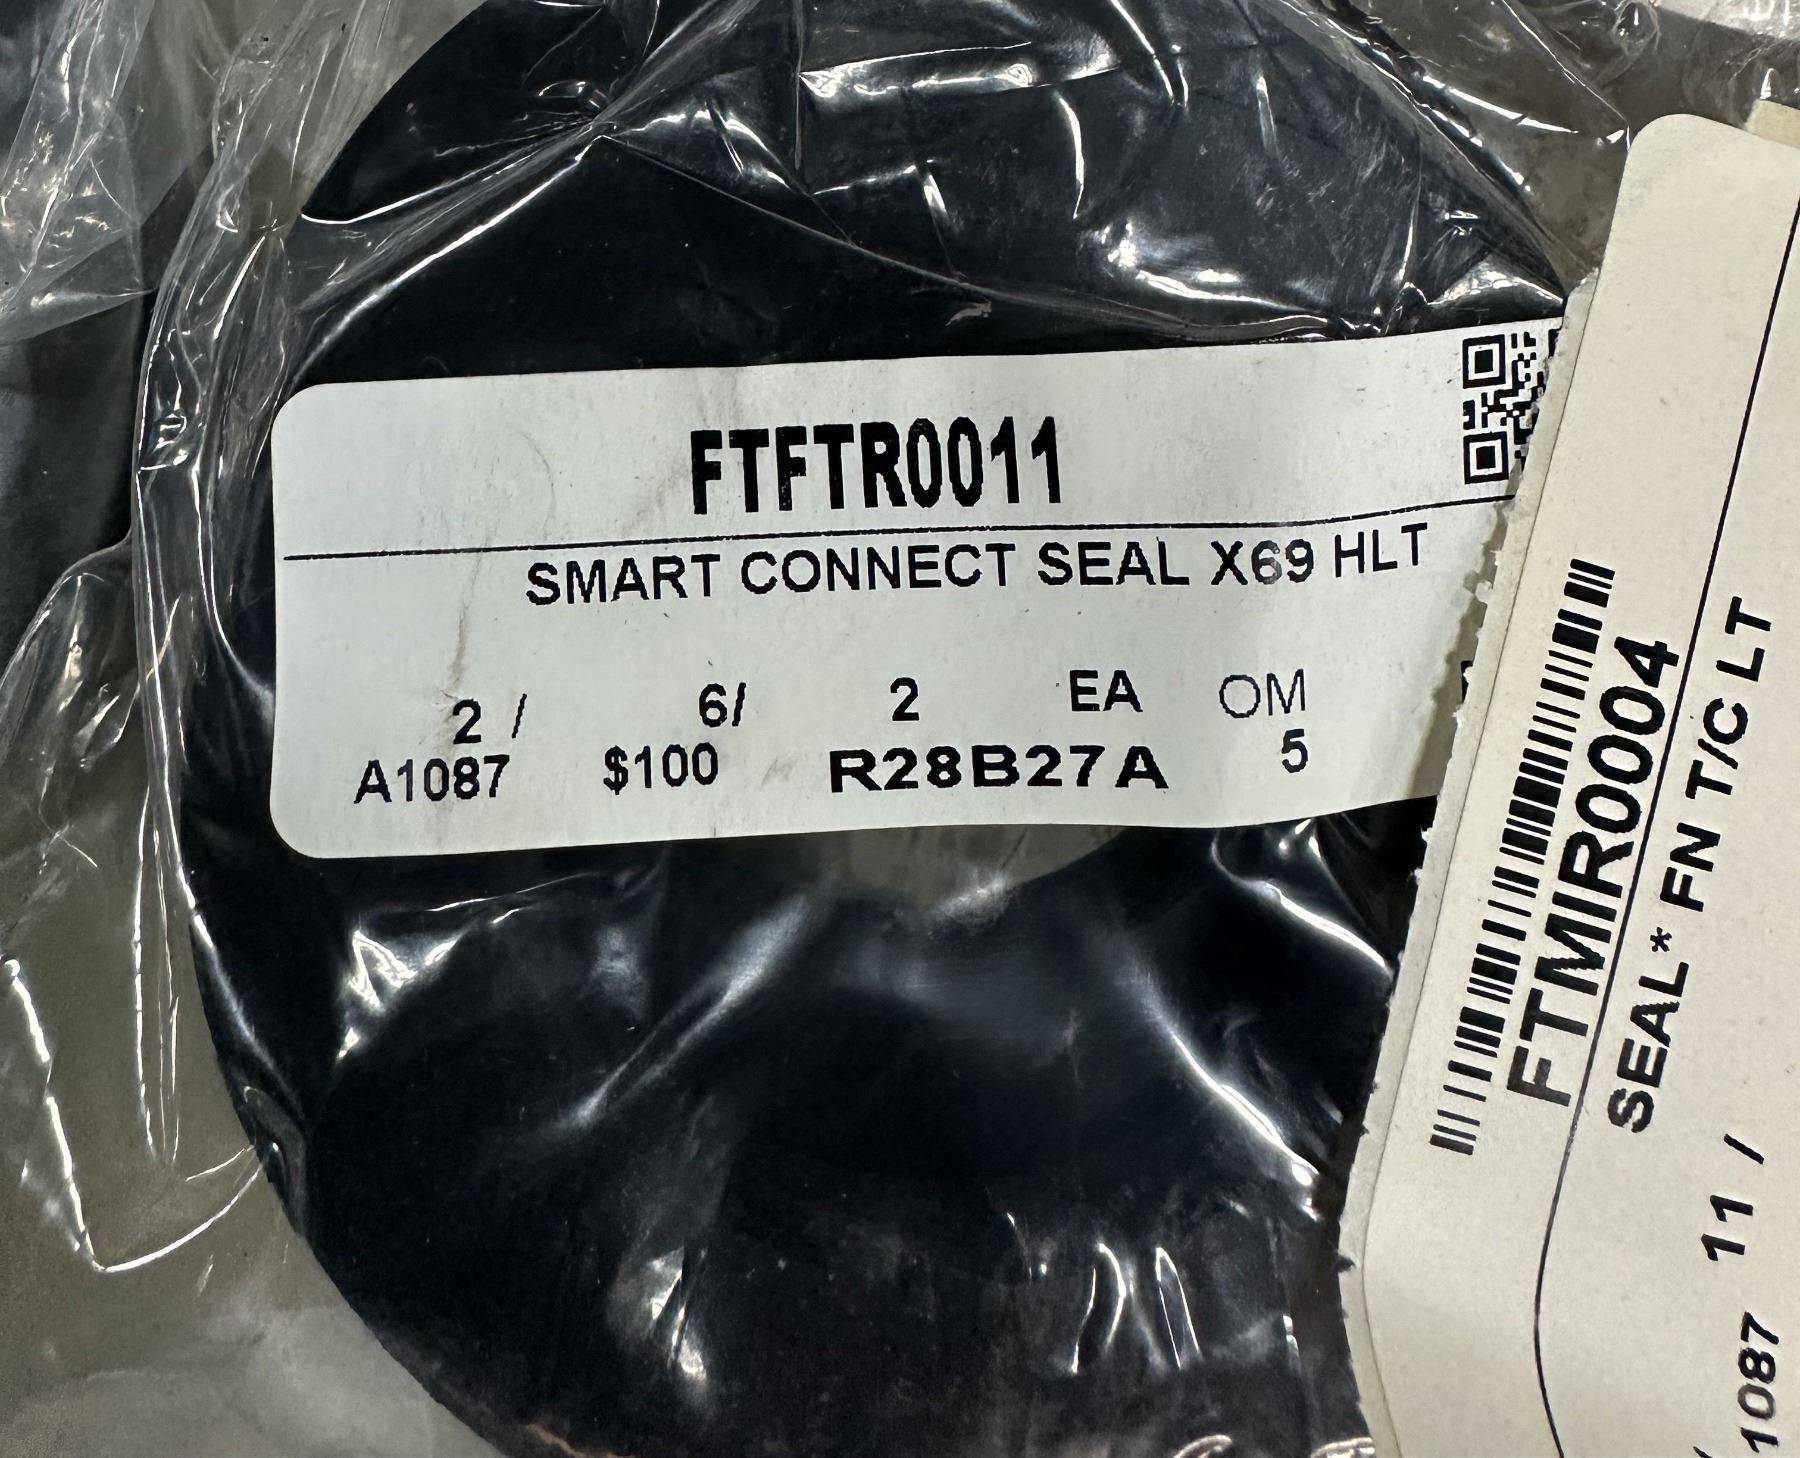 FTFTR0011
SMART CONNECT SEAL X69 HLT
2 / 6/ 2 EA OM
A1087 $100 R28B27A 5
FTMIR0004
SEAL* FN T/C LT
11 /
1087